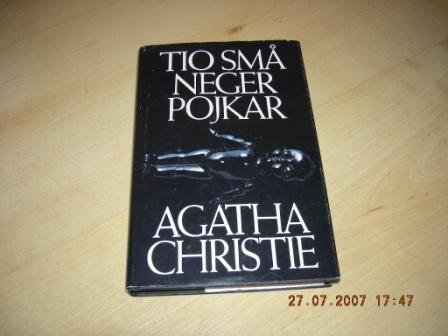 TIO SMÅ
NEGER
POJKAR
AGATHA
CHRISTIE
27.07.2007 17:47